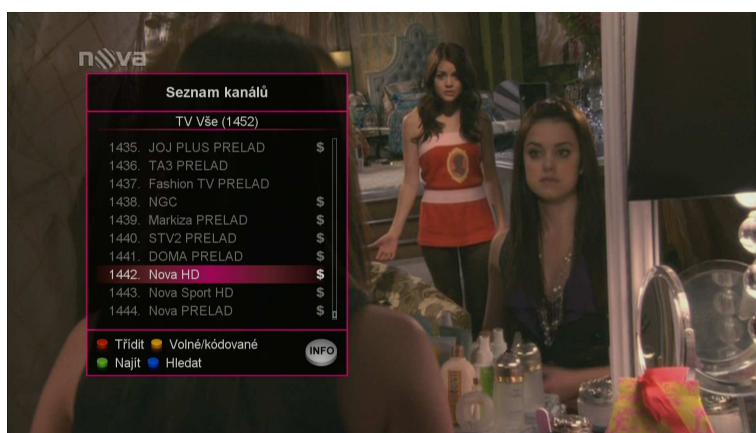 nova
Seznam kanálů
TV Vše (1452)
1435. JOJ PLUS PRELAD $
1436. TA3 PRELAD
1437. Fashion TV PRELAD
1438. NGC $
1439. Markiza PRELAD $
1440. STV2 PRELAD $
1441. DOMA PRELAD $
1442. Nova HD $
1443. Nova Sport HD $
1444. Nova PRELAD $
Třídit Volné/kódované
Najít Hledat
INFO